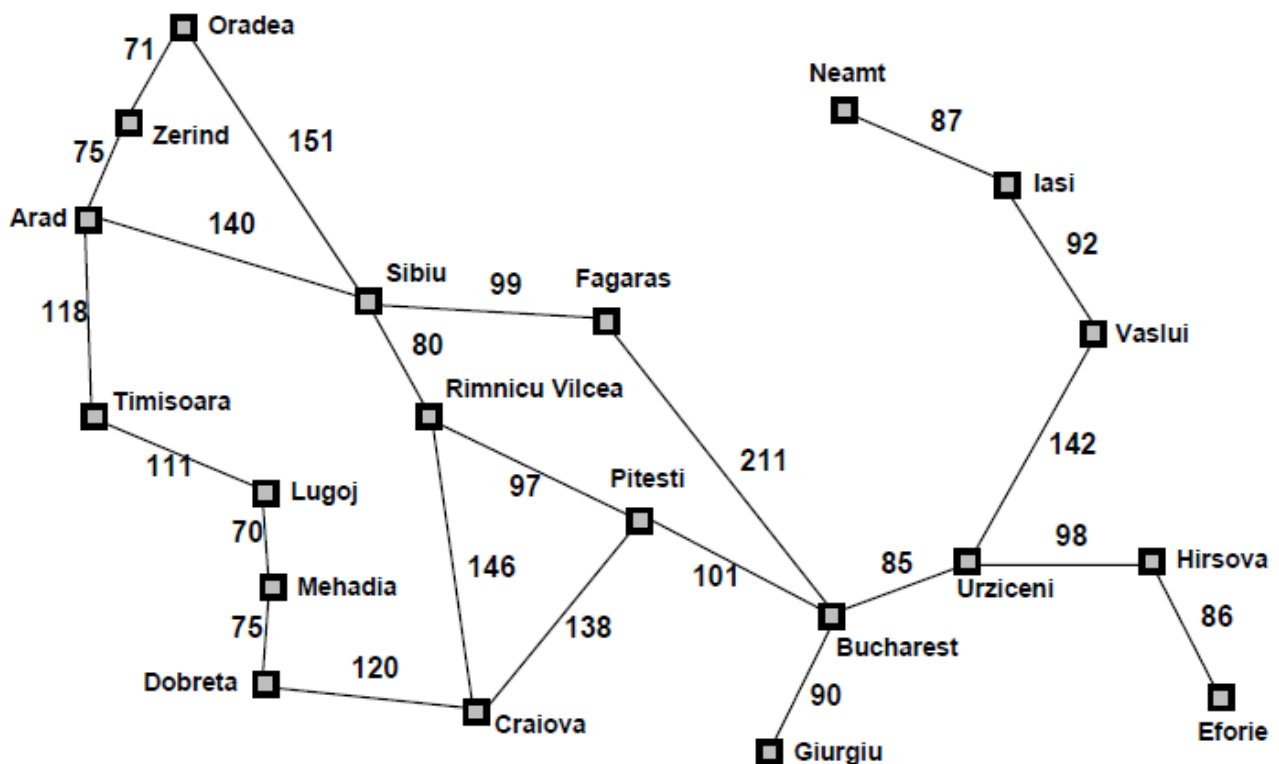 Oradea
71
Neamt
87
Zerind
151
75
Iasi
Arad
140
92
Sibiu
99
Fagaras
118
80
Vaslui
Rimnicu Vilcea
Timisoara
142
111
211
Pitesti
Lugoj
97
70
98
146
101
85
Hirsova
Mehadia
Urziceni
75
138
86
Bucharest
120
Dobreta
90
Craiova
Eforie
Giurgiu